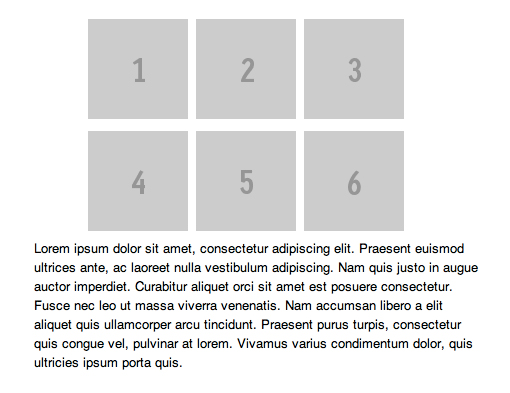 1 2 3
4 5 6
Lorem ipsum dolor sit amet, consectetur adipiscing elit. Praesent euismod
ultrices ante, ac laoreet nulla vestibulum adipiscing. Nam quis justo in augue
auctor imperdiet. Curabitur aliquet orci sit amet est posuere consectetur.
Fusce nec leo ut massa viverra venenatis. Nam accumsan libero a elit
aliquet quis ullamcorper arcu tincidunt. Praesent purus turpis, consectetur
quis congue vel, pulvinar at lorem. Vivamus varius condimentum dolor, quis
ultricies ipsum porta quis.